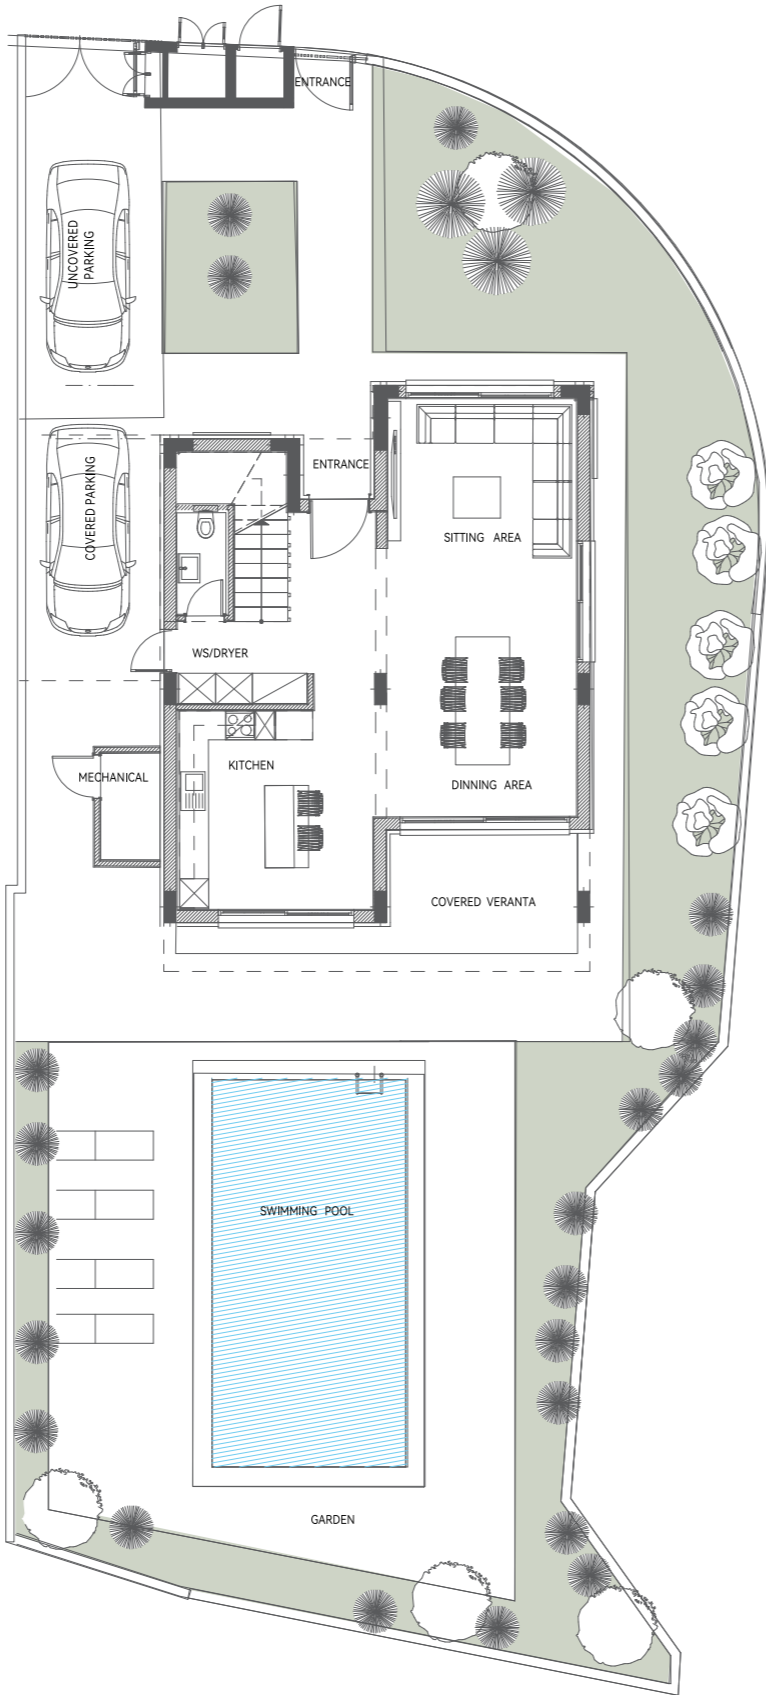 ENTRANCE
UNCOVERED
PARKING
COVERED PARKING
ENTRANCE
SITTING AREA
WS/DRYER
KITCHEN
MECHANICAL
DINNING AREA
COVERED VERANTA
SWIMMING POOL
GARDEN